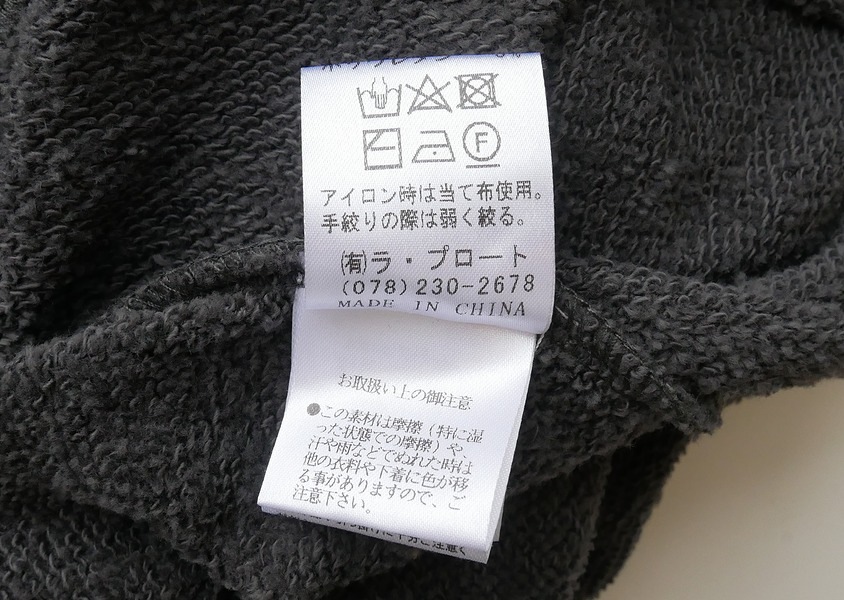 F
アイロン時は当て布使用。
手絞りの際は弱く絞る。
(有)ラ・プロート
(078)230-2678
MADE IN CHINA
お取扱い上の御注意
●この素材は摩擦(特に湿
った状態での摩擦)や、
汗や雨などでぬれた時は
他の衣料や下着に色が移
る事がありますので、ご
注意下さい。